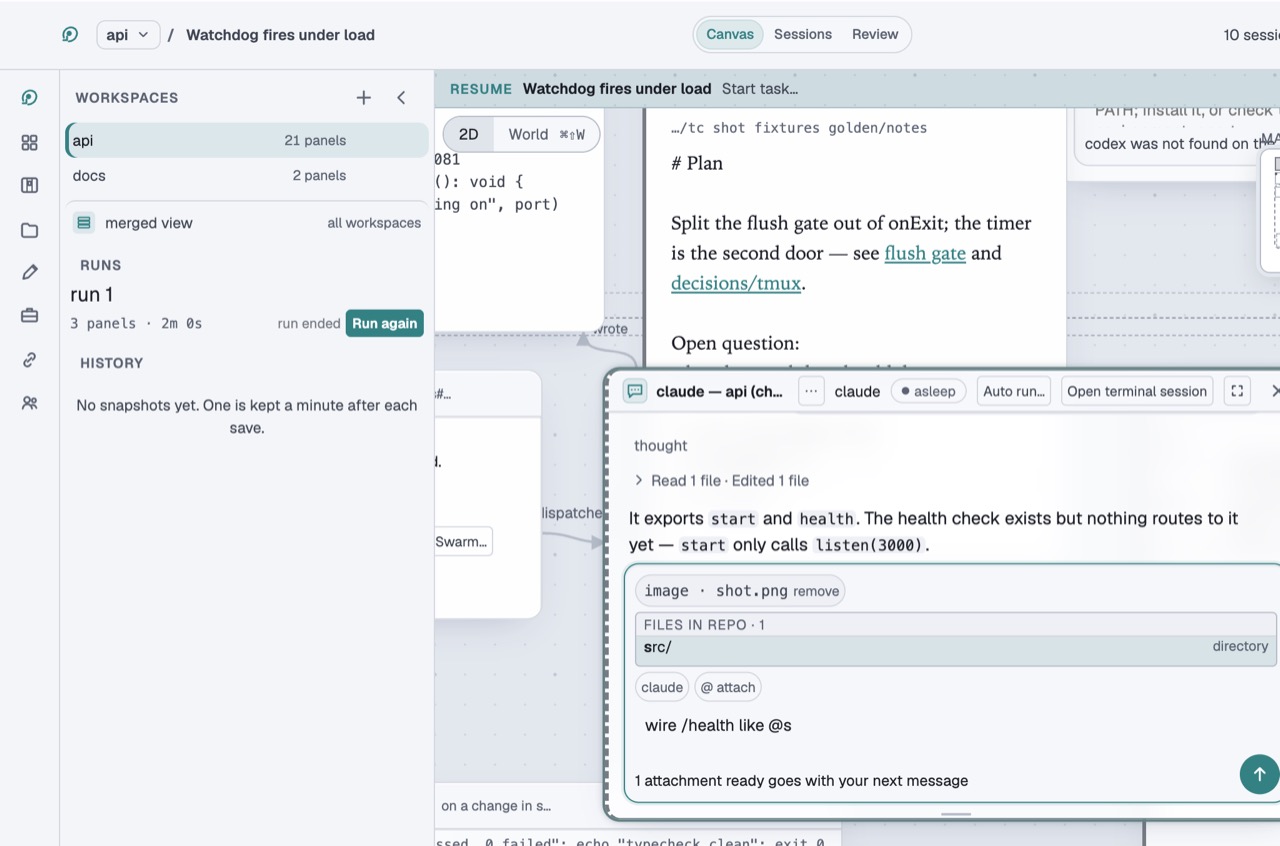 api / Watchdog fires under load
Canvas Sessions Review
10
WORKSPACES
api 21 panels
docs 2 panels
merged view all workspaces
RUNS
run 1
3 panels · 2m 0s run ended Run again
HISTORY
No snapshots yet. One is kept a minute after each
save.
RESUME Watchdog fires under load Start task…
2D World ⌘⇧W
081
(): void {
ing on", port)
…/tc shot fixtures golden/notes
# Plan
Split the flush gate out of onExit; the timer
is the second door — see flush gate and
decisions/tmux.
Open question:
PATH; install it, or check
codex was not found on
wrote
#…
d.
Swarm…
dispatche
claude — api (ch… ··· claude asleep Auto run… Open terminal session
thought
Read 1 file · Edited 1 file
It exports start and health. The health check exists but nothing routes to it
yet — start only calls listen(3000).
image · shot.png remove
FILES IN REPO · 1
src/ directory
claude @ attach
wire /health like @s
1 attachment ready goes with your next message
on a change in s…
ssed, 0 failed"; echo "typecheck clean"; exit 0